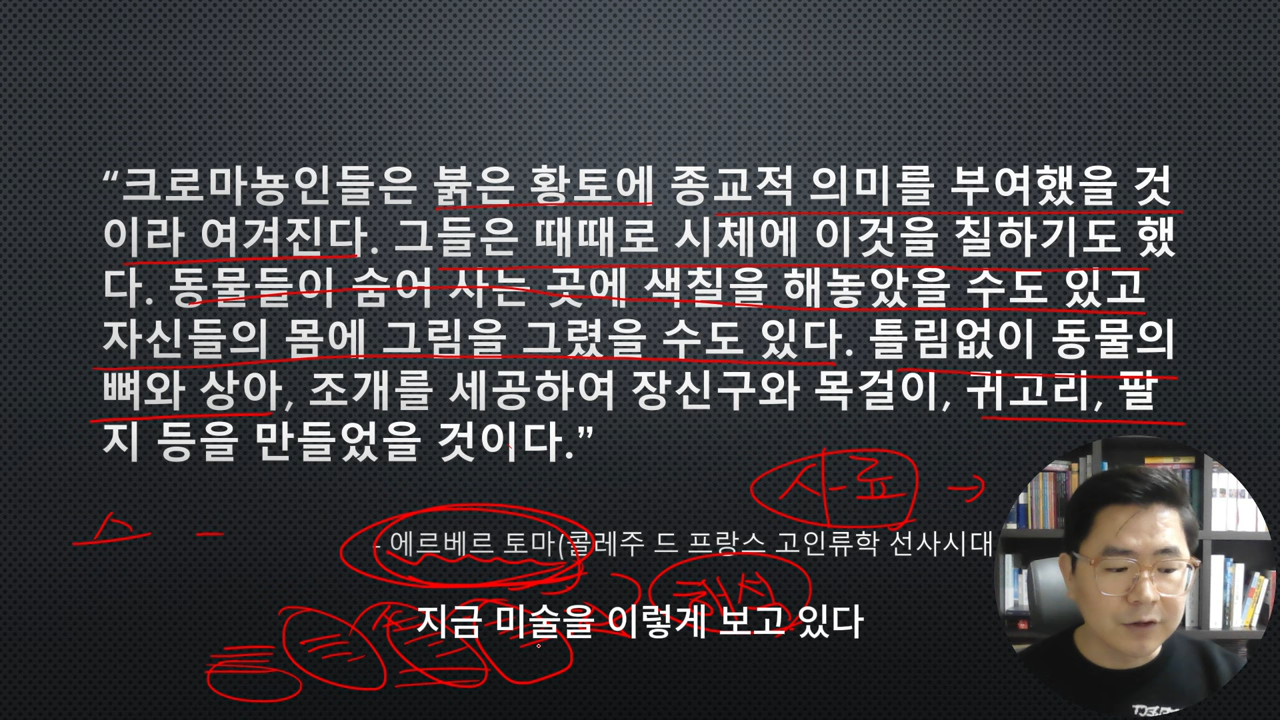 “크로마뇽인들은 붉은 황토에 종교적 의미를 부여했을 것
이라 여겨진다. 그들은 때때로 시체에 이것을 칠하기도 했
다. 동물들이 숨어 사는 곳에 색칠을 해놓았을 수도 있고
자신들의 몸에 그림을 그렸을 수도 있다. 틀림없이 동물의
뼈와 상아, 조개를 세공하여 장신구와 목걸이, 귀고리, 팔
지 등을 만들었을 것이다.”
사료 →
- 에르베르 토마(콜레주 드 프랑스 고인류학 선사시대
해석
지금 미술을 이렇게 보고 있다